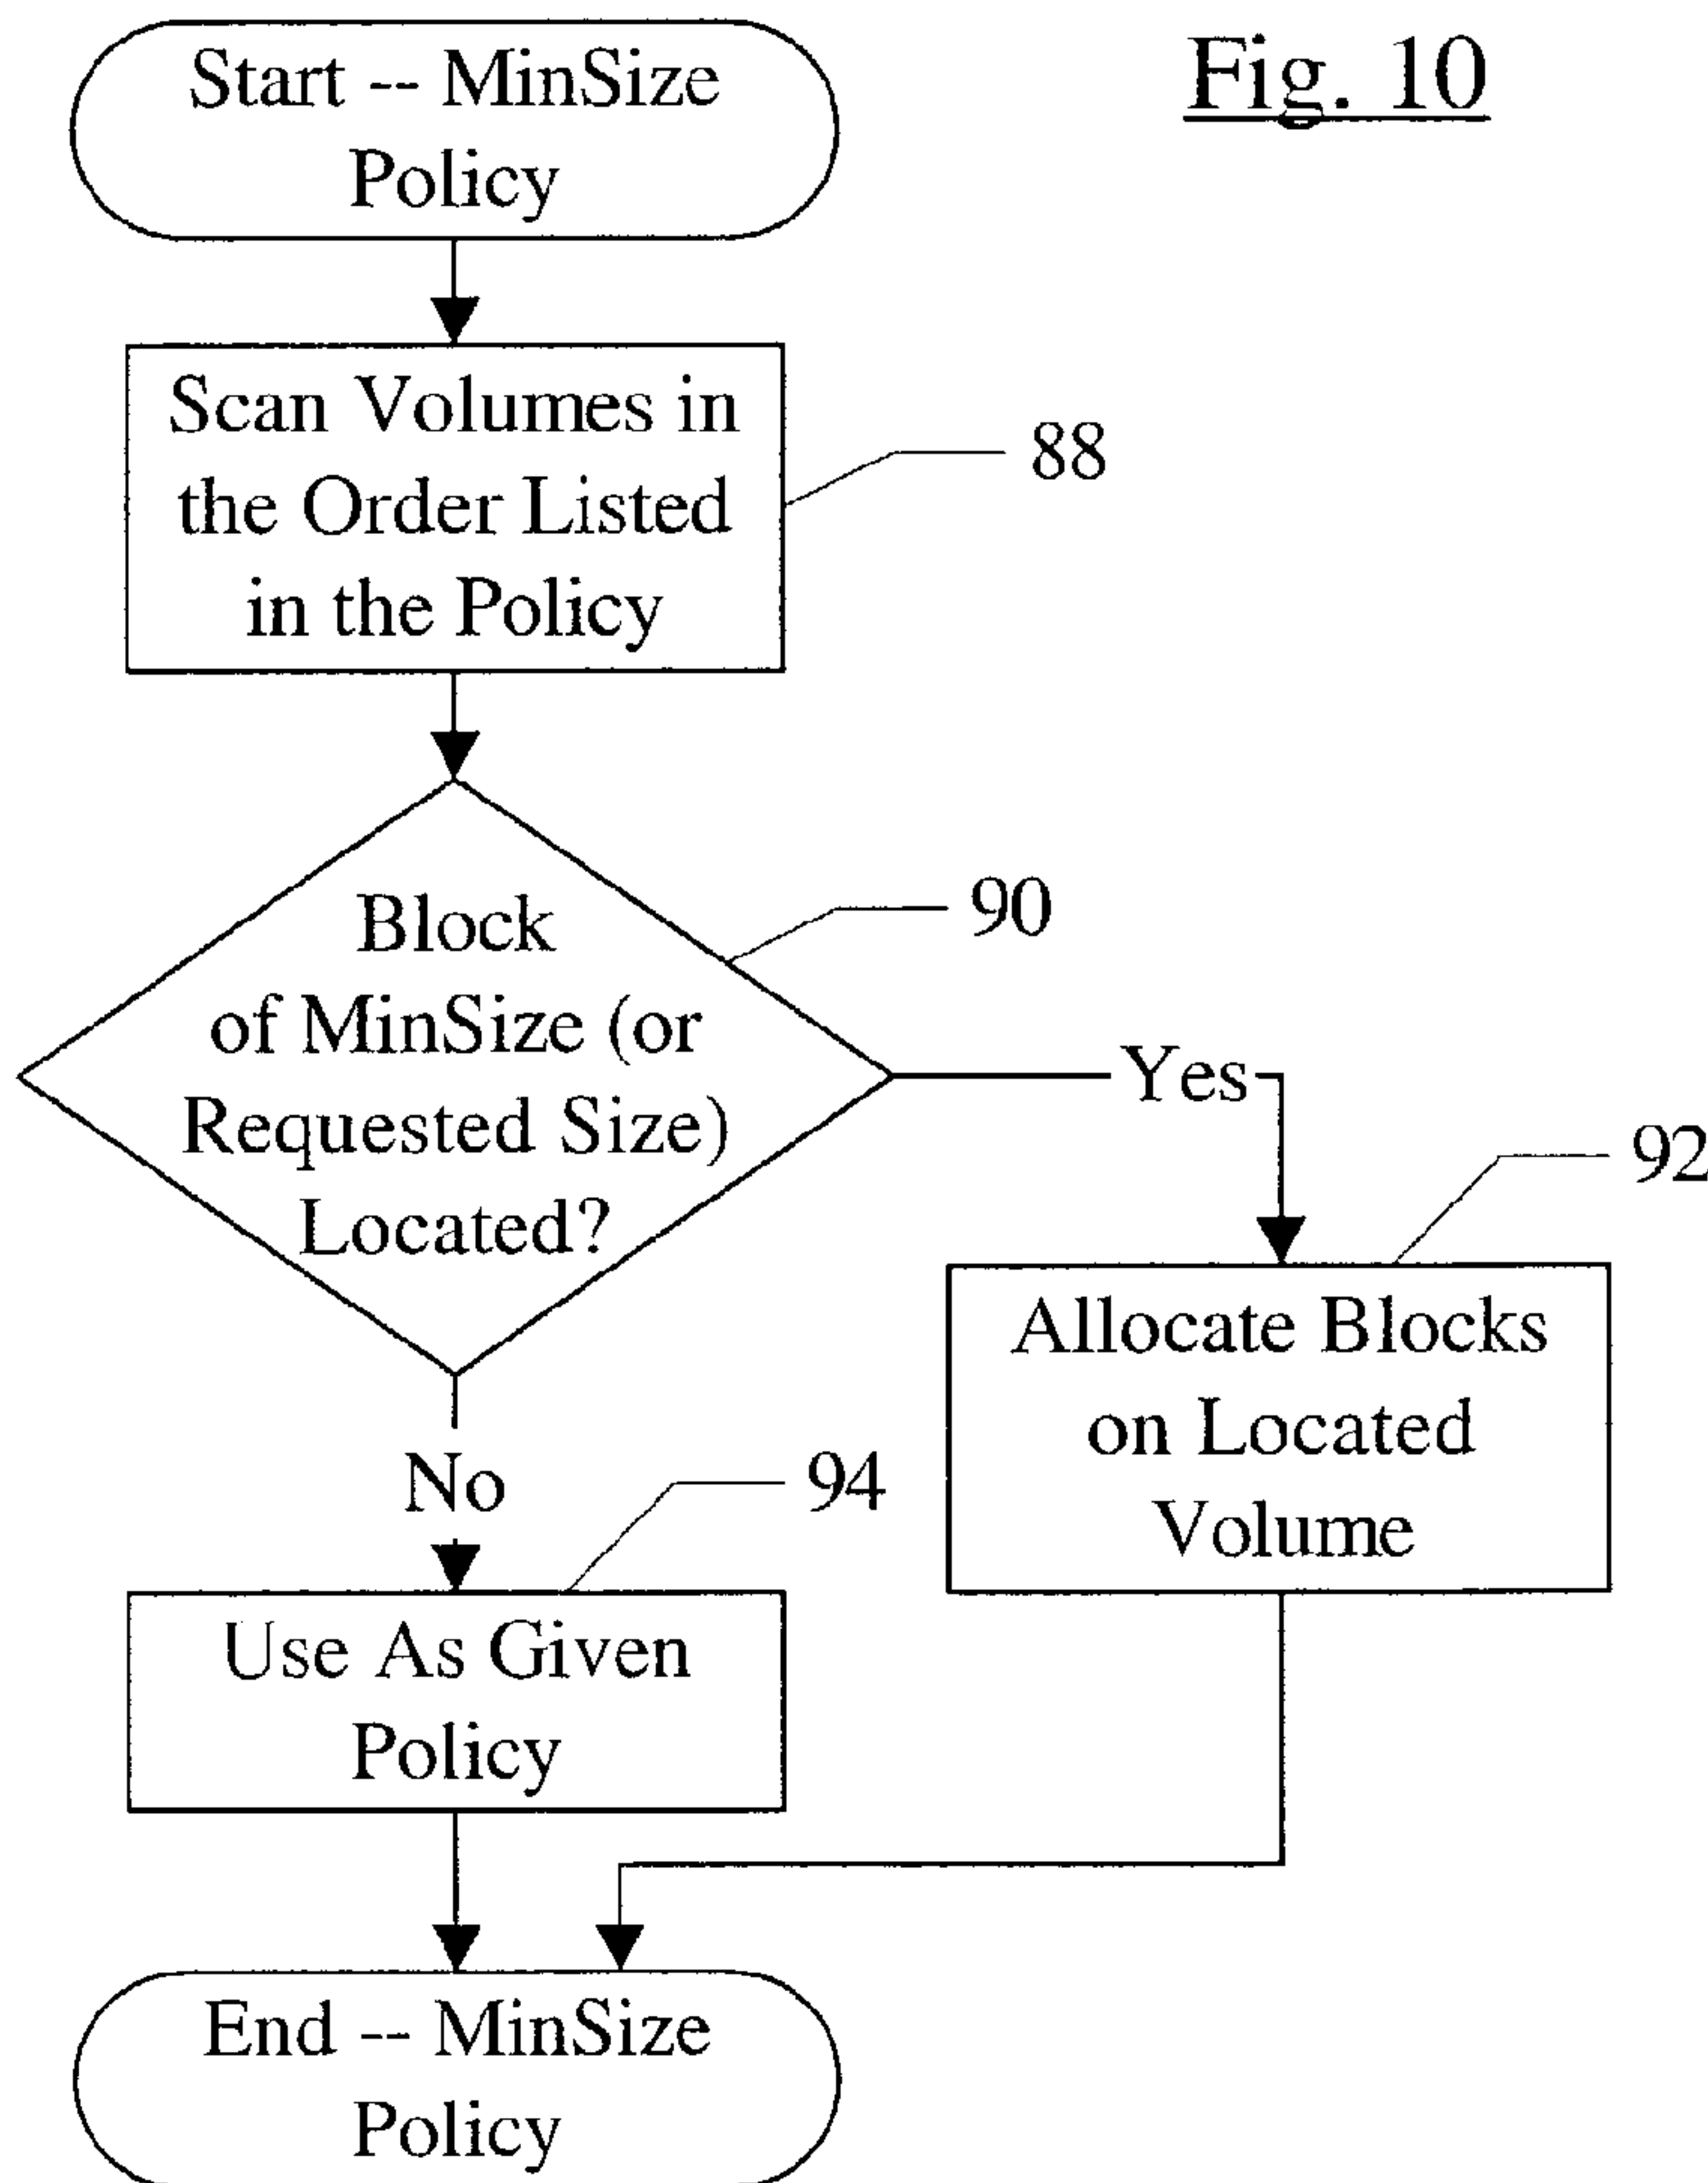 Fig. 10
Start -- MinSize
Policy
Scan Volumes in
the Order Listed
in the Policy
88
Block
of MinSize (or
Requested Size)
Located?
90
Yes
92
Allocate Blocks
on Located
Volume
No
94
Use As Given
Policy
End -- MinSize
Policy